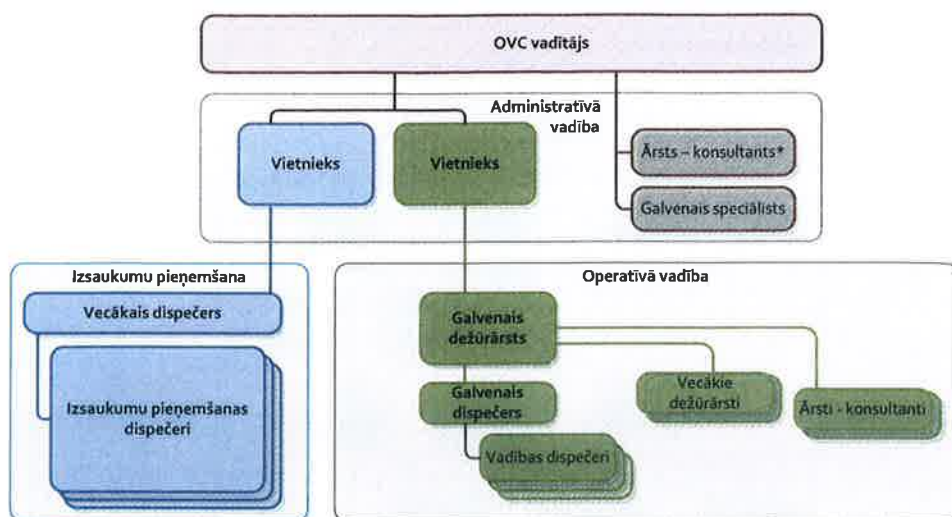 OVC vadītājs
Administratīvā
vadība
Vietnieks
Vietnieks
Ārsts – konsultants*
Galvenais speciālists
Izsaukumu pieņemšana
Operatīvā vadība
Vecākais dispečers
Izsaukumu pieņemšanas
dispečeri
Galvenais
dežūrārsts
Galvenais
dispečers
Vadības dispečeri
Vecākie
dežūrārsti
Ārsti - konsultanti